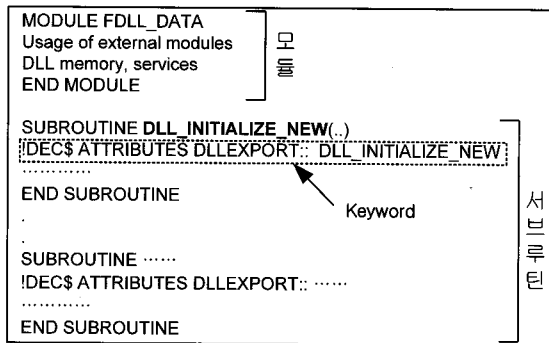 MODULE FDLL_DATA
Usage of external modules
DLL memory, services
END MODULE
모듈
SUBROUTINE DLL_INITIALIZE_NEW(..)
!DEC$ ATTRIBUTES DLLEXPORT:: DLL_INITIALIZE_NEW
…………
END SUBROUTINE
Keyword
.
.
SUBROUTINE ……
!DEC$ ATTRIBUTES DLLEXPORT:: ……
…………
END SUBROUTINE
서브루틴